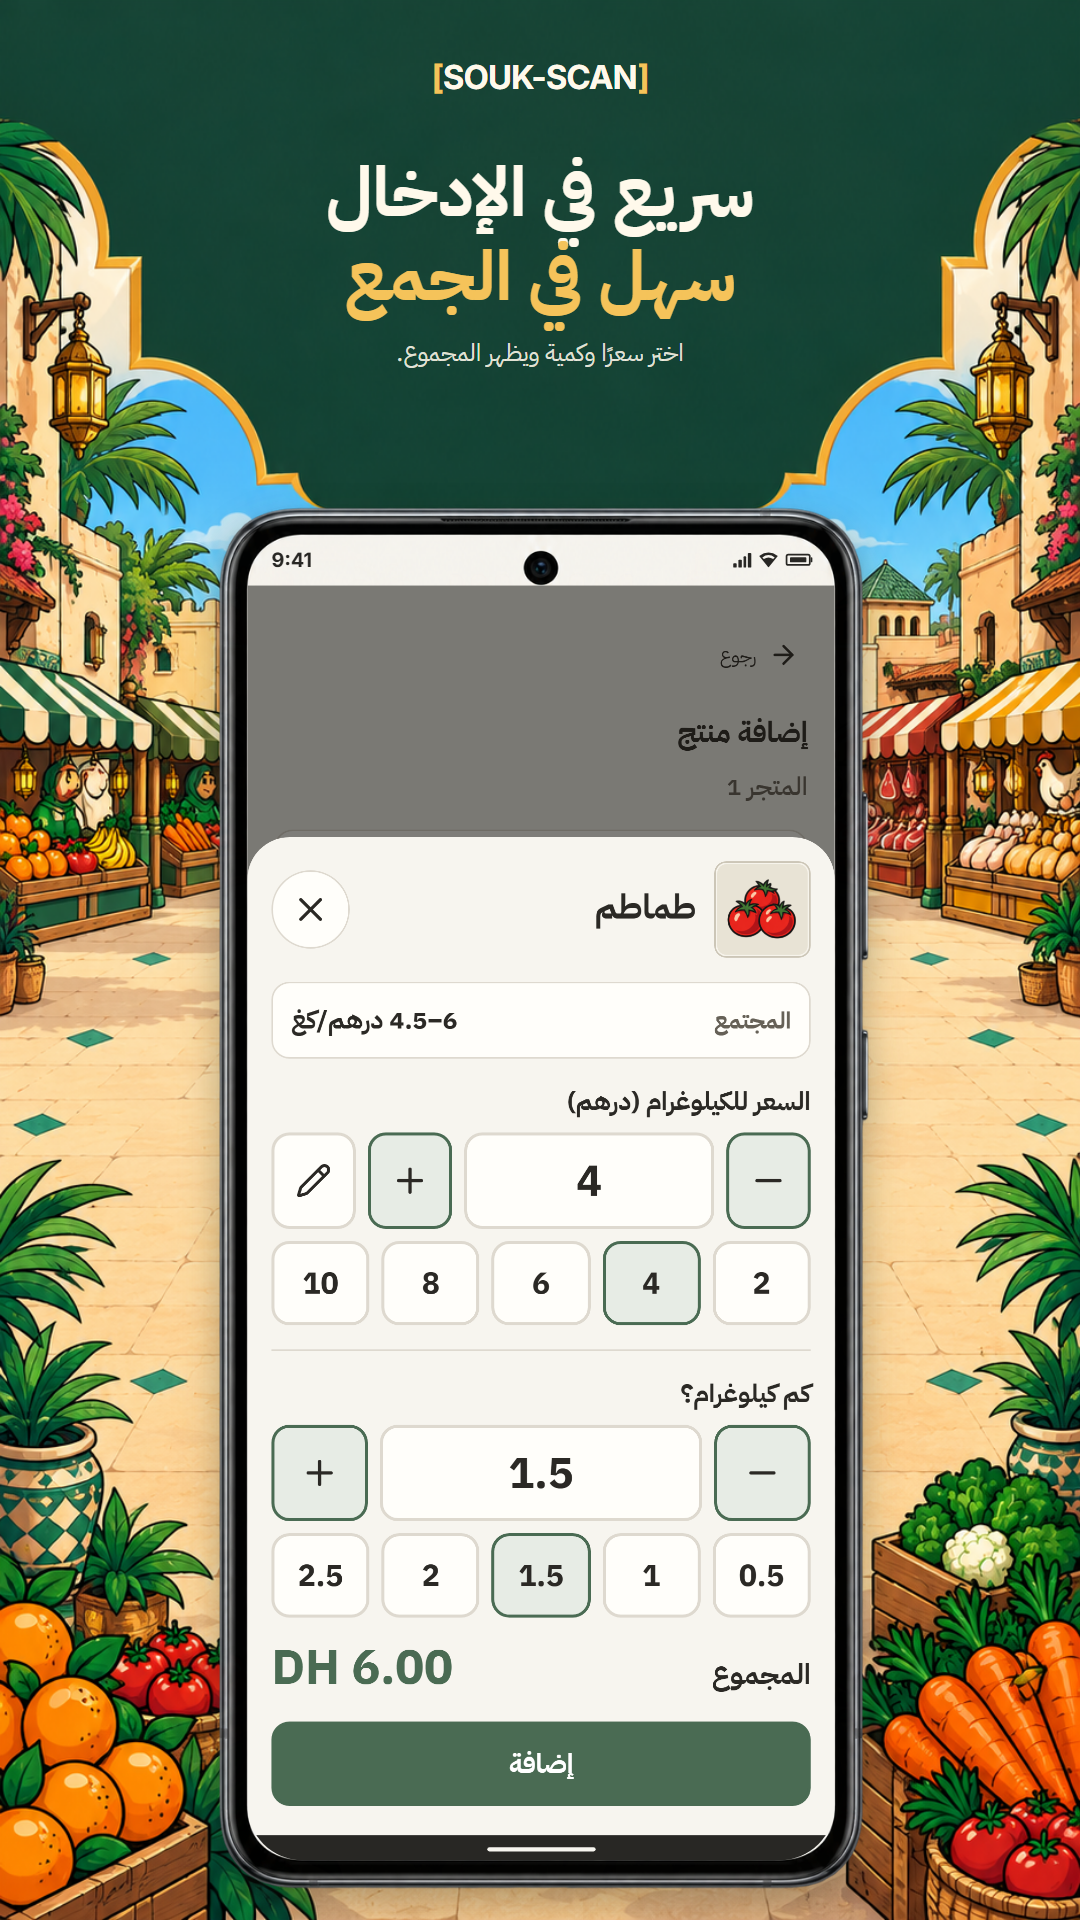 [SOUK-SCAN]
سريع في الإدخال
سهل في الجمع
اختر سعرًا وكمية ويظهر المجموع.
9:41
رجوع
إضافة منتج
المتجر 1
طماطم
المجتمع
4.5–6 درهم/كغ
السعر للكيلوغرام (درهم)
4
2 4 6 8 10
كم كيلوغرام؟
1.5
0.5 1 1.5 2 2.5
المجموع
DH 6.00
إضافة